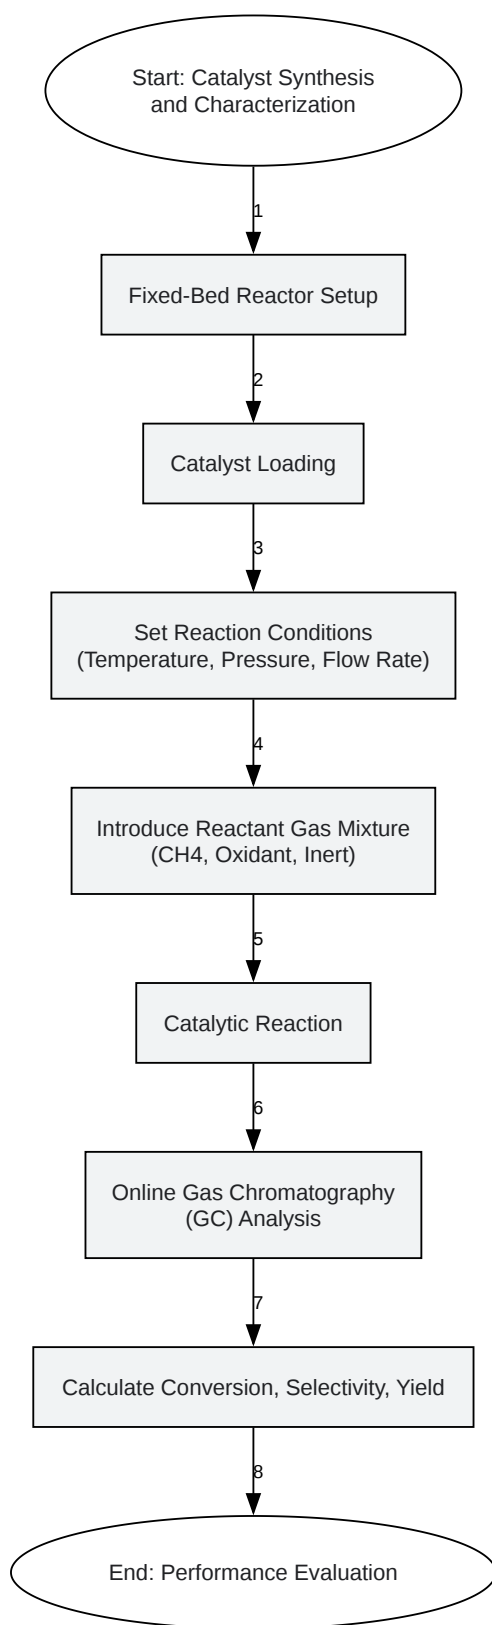 Start: Catalyst Synthesis
and Characterization
1
Fixed-Bed Reactor Setup
2
Catalyst Loading
3
Set Reaction Conditions
(Temperature, Pressure, Flow Rate)
4
Introduce Reactant Gas Mixture
(CH4, Oxidant, Inert)
5
Catalytic Reaction
6
Online Gas Chromatography
(GC) Analysis
7
Calculate Conversion, Selectivity, Yield
8
End: Performance Evaluation